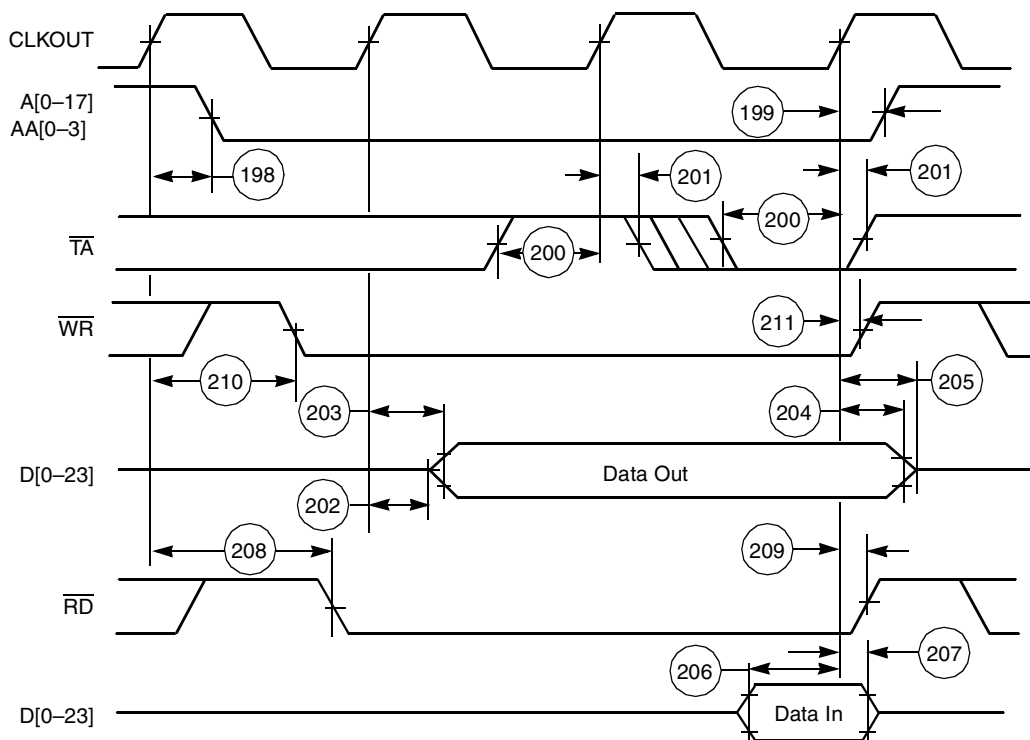 CLKOUT
A[0–17]
AA[0–3]
199
198
201
201
TA
200
200
WR
211
210
205
203
204
D[0–23]
Data Out
202
208
209
RD
206
207
D[0–23]
Data In